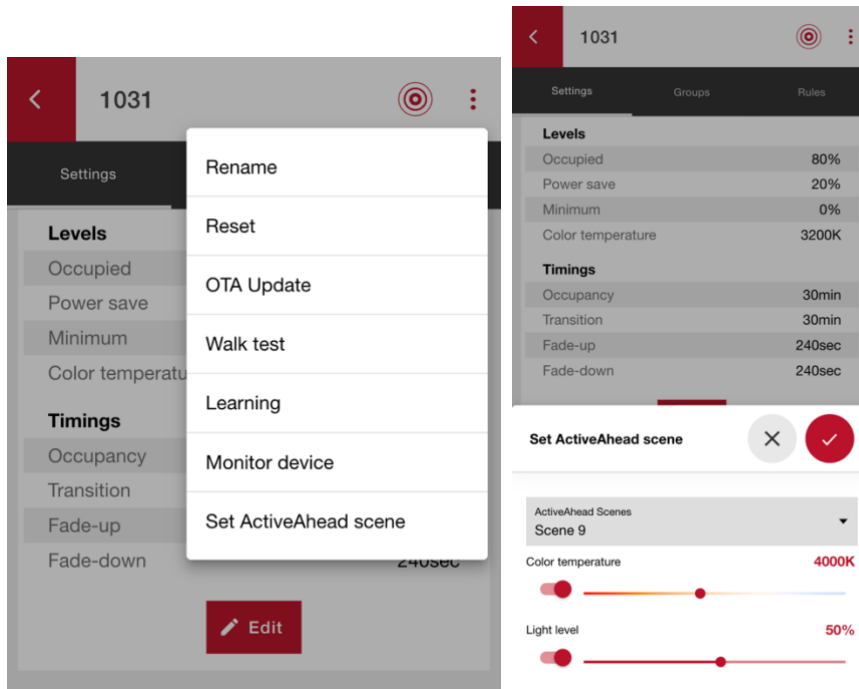 1031
Settings
Rename
Reset
OTA Update
Walk test
Learning
Monitor device
Set ActiveAhead scene
Levels
Occupied
Power save
Minimum
Color temperatu
Timings
Occupancy
Transition
Fade-up
Fade-down 240sec
Edit
1031
Settings Groups Rules
Levels
Occupied 80%
Power save 20%
Minimum 0%
Color temperature 3200K
Timings
Occupancy 30min
Transition 30min
Fade-up 240sec
Fade-down 240sec
Set ActiveAhead scene
ActiveAhead Scenes
Scene 9
Color temperature 4000K
Light level 50%